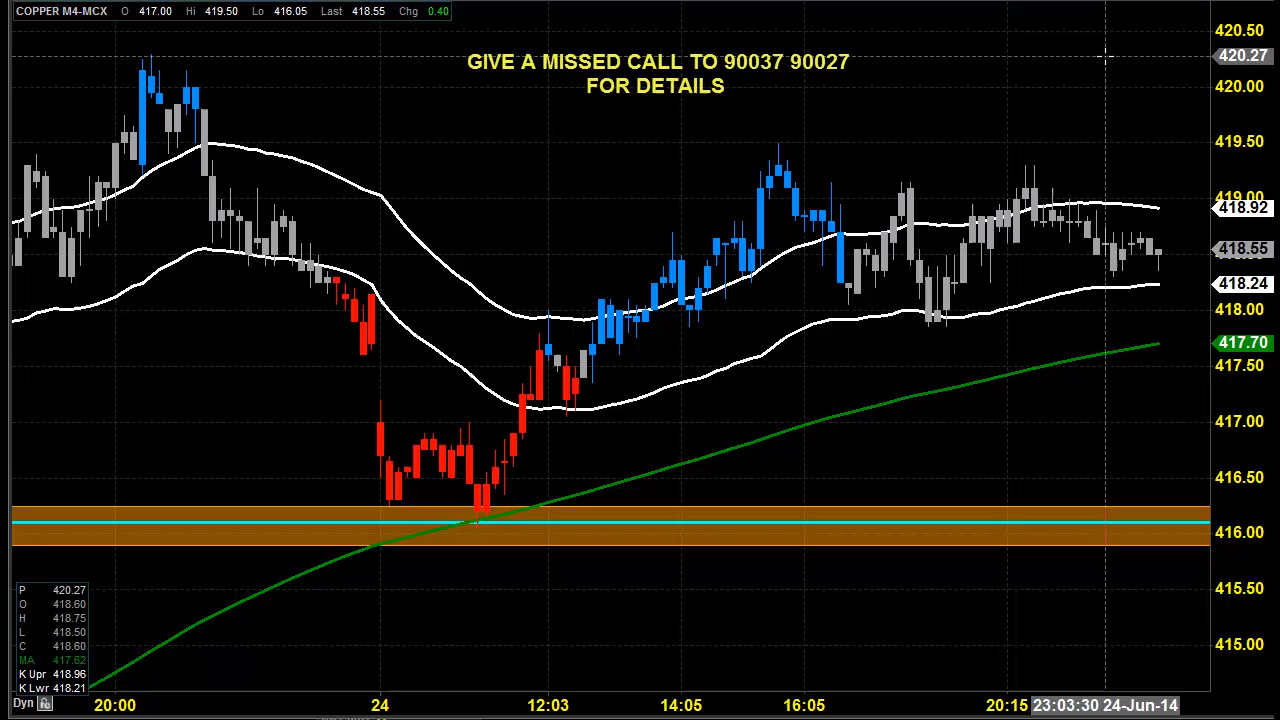 COPPER M4-MCX O 417.00 Hi 419.50 Lo 416.05 Last 418.55 Chg 0.40
GIVE A MISSED CALL TO 90037 90027
FOR DETAILS
420.50
420.27
420.00
419.50
419.00
418.92
418.55
418.24
418.00
417.70
417.50
417.00
416.50
416.00
415.50
415.00
P 420.27
O 418.60
H 418.75
L 418.50
C 418.60
MA 417.62
K Upr 418.96
K Lwr 418.21
Dyn
20:00 24 12:03 14:05 16:05 20:15 23:03:30 24-Jun-14